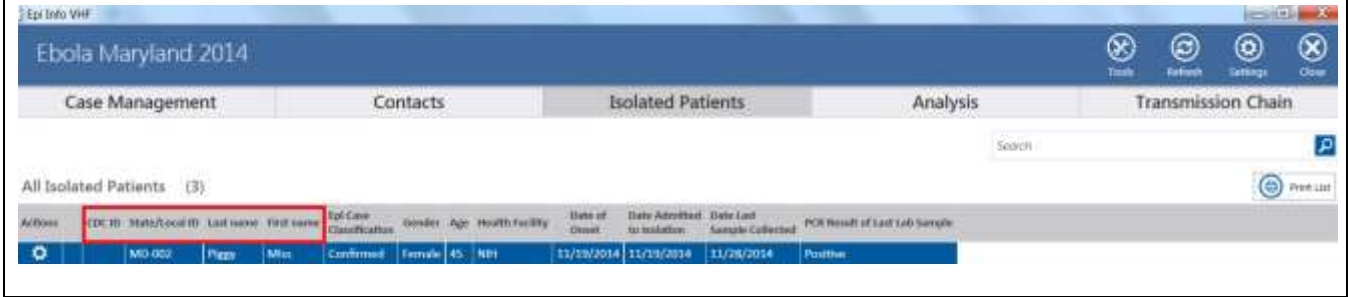 Epi Info VHF
Ebola Maryland 2014
Tools Refresh Settings Close
Case Management Contacts Isolated Patients Analysis Transmission Chain
Search
All Isolated Patients (3)
Print List
Actions CDC ID State/Local ID Last name First name Epi Case Classification Gender Age Health Facility Date of Onset Date Admitted to Isolation Date Last Sample Collected PCR Result of Last Lab Sample
MD-002 Piggy Miss Confirmed Female 45 NIH 11/19/2014 11/19/2014 11/28/2014 Positive